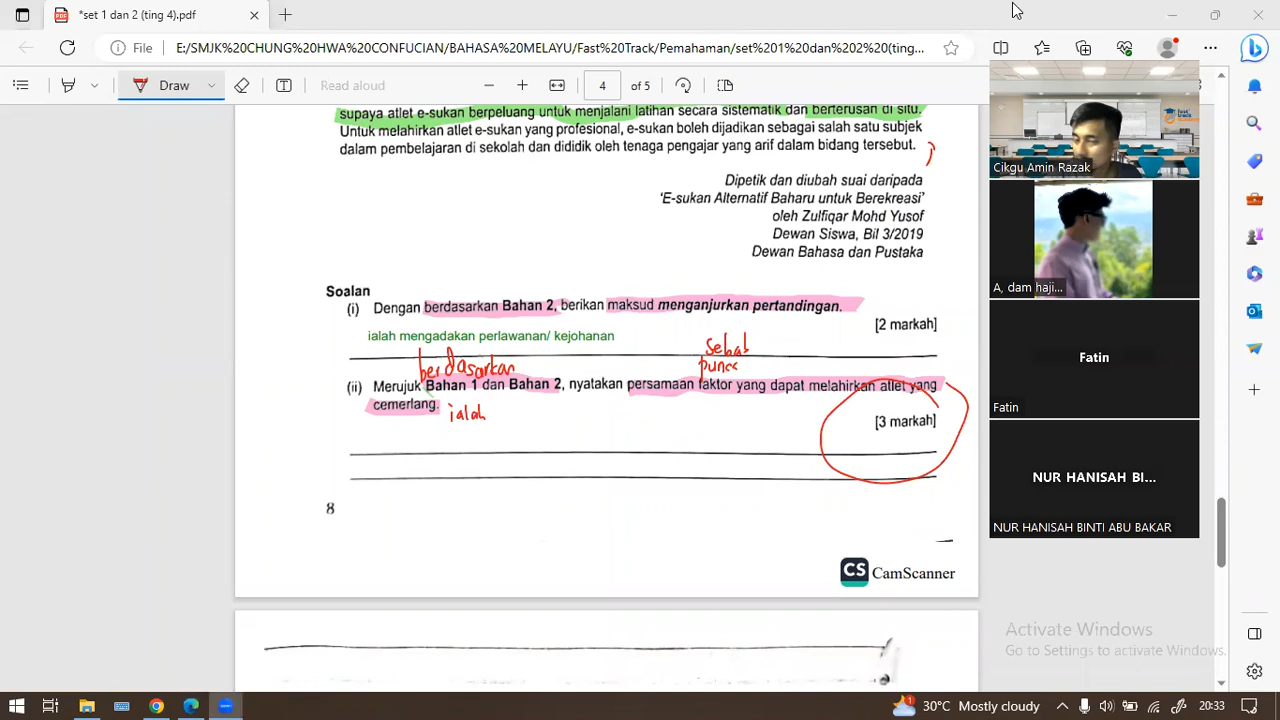 *set 1 and 2 (ting 4).pdf
File
E:/SMJK%20CHUNG%20HWA%20CONFUCIAN/BAHASA%20MELAYU/Fast%20Track/Pemahaman/set%201%20dan%202%20(ting...
Draw
Read aloud
4 of 5
supaya atlet e-sukan berpeluang untuk menjalani latihan secara sistematik dan berterusan di situ.
Untuk melahirkan atlet e-sukan yang profesional, e-sukan boleh dijadikan sebagai salah satu subjek
dalam pembelajaran di sekolah dan dididik oleh tenaga pengajar yang arif dalam bidang tersebut.
Dipetik dan diubah suai daripada
'E-sukan Alternatif Baharu untuk Berekreasi'
oleh Zulfiqar Mohd Yusof
Dewan Siswa, Bil 3/2019
Dewan Bahasa dan Pustaka
Soalan
(i) Dengan berdasarkan Bahan 2, berikan maksud menganjurkan pertandingan.
[2 markah]
ialah mengadakan perlawanan/ kejohanan
sebab
berdasarkan
punca
(ii) Merujuk Bahan 1 dan Bahan 2, nyatakan persamaan faktor yang dapat melahirkan atlet yang
cemerlang.
ialah
[3 markah]
8
CS CamScanner
Cikgu Amin Razak
A, dam haji...
Fatin
Fatin
NUR HANISAH BI...
NUR HANISAH BINTI ABU BAKAR
Activate Windows
Go to Settings to activate Windows.
1
30°C Mostly cloudy
20:33